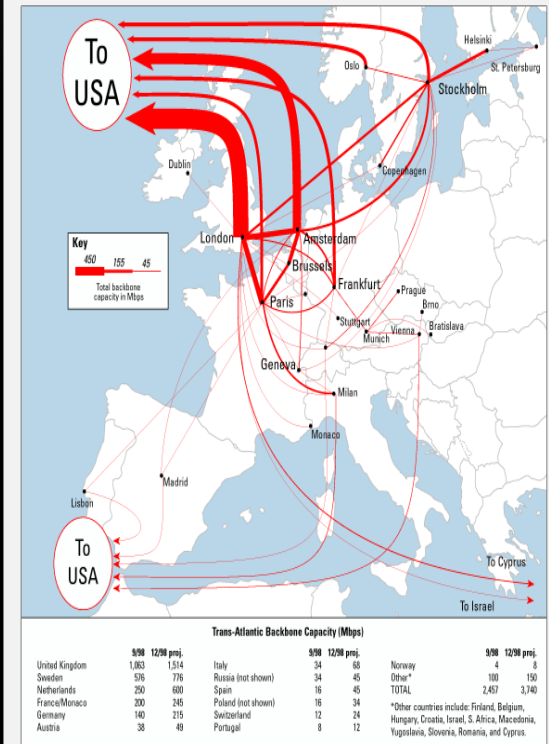 To
USA
Helsinki
Oslo
St. Petersburg
Stockholm
Dublin
Copenhagen
London
Amsterdam
Key
450 155 45
Total backbone
capacity in Mbps
Brussels
Frankfurt
Paris
Prague
Brno
Stuttgart
Munich
Vienna
Bratislava
Geneva
Milan
Monaco
Madrid
Lisbon
To
USA
To Cyprus
To Israel
Trans-Atlantic Backbone Capacity (Mbps)
9/98 12/98 proj. 9/98 12/98 proj. 9/98 12/98 proj.
United Kingdom 1,063 1,514 Italy 34 68 Norway 4 8
Sweden 576 776 Russia (not shown) 34 45 Other* 100 150
Netherlands 250 600 Spain 16 45 TOTAL 2,457 3,740
France/Monaco 200 245 Poland (not shown) 16 34
Germany 140 215 Switzerland 12 24
Austria 38 49 Portugal 8 12
*Other countries include: Finland, Belgium,
Hungary, Croatia, Israel, S. Africa, Macedonia,
Yugoslavia, Slovenia, Romania, and Cyprus.